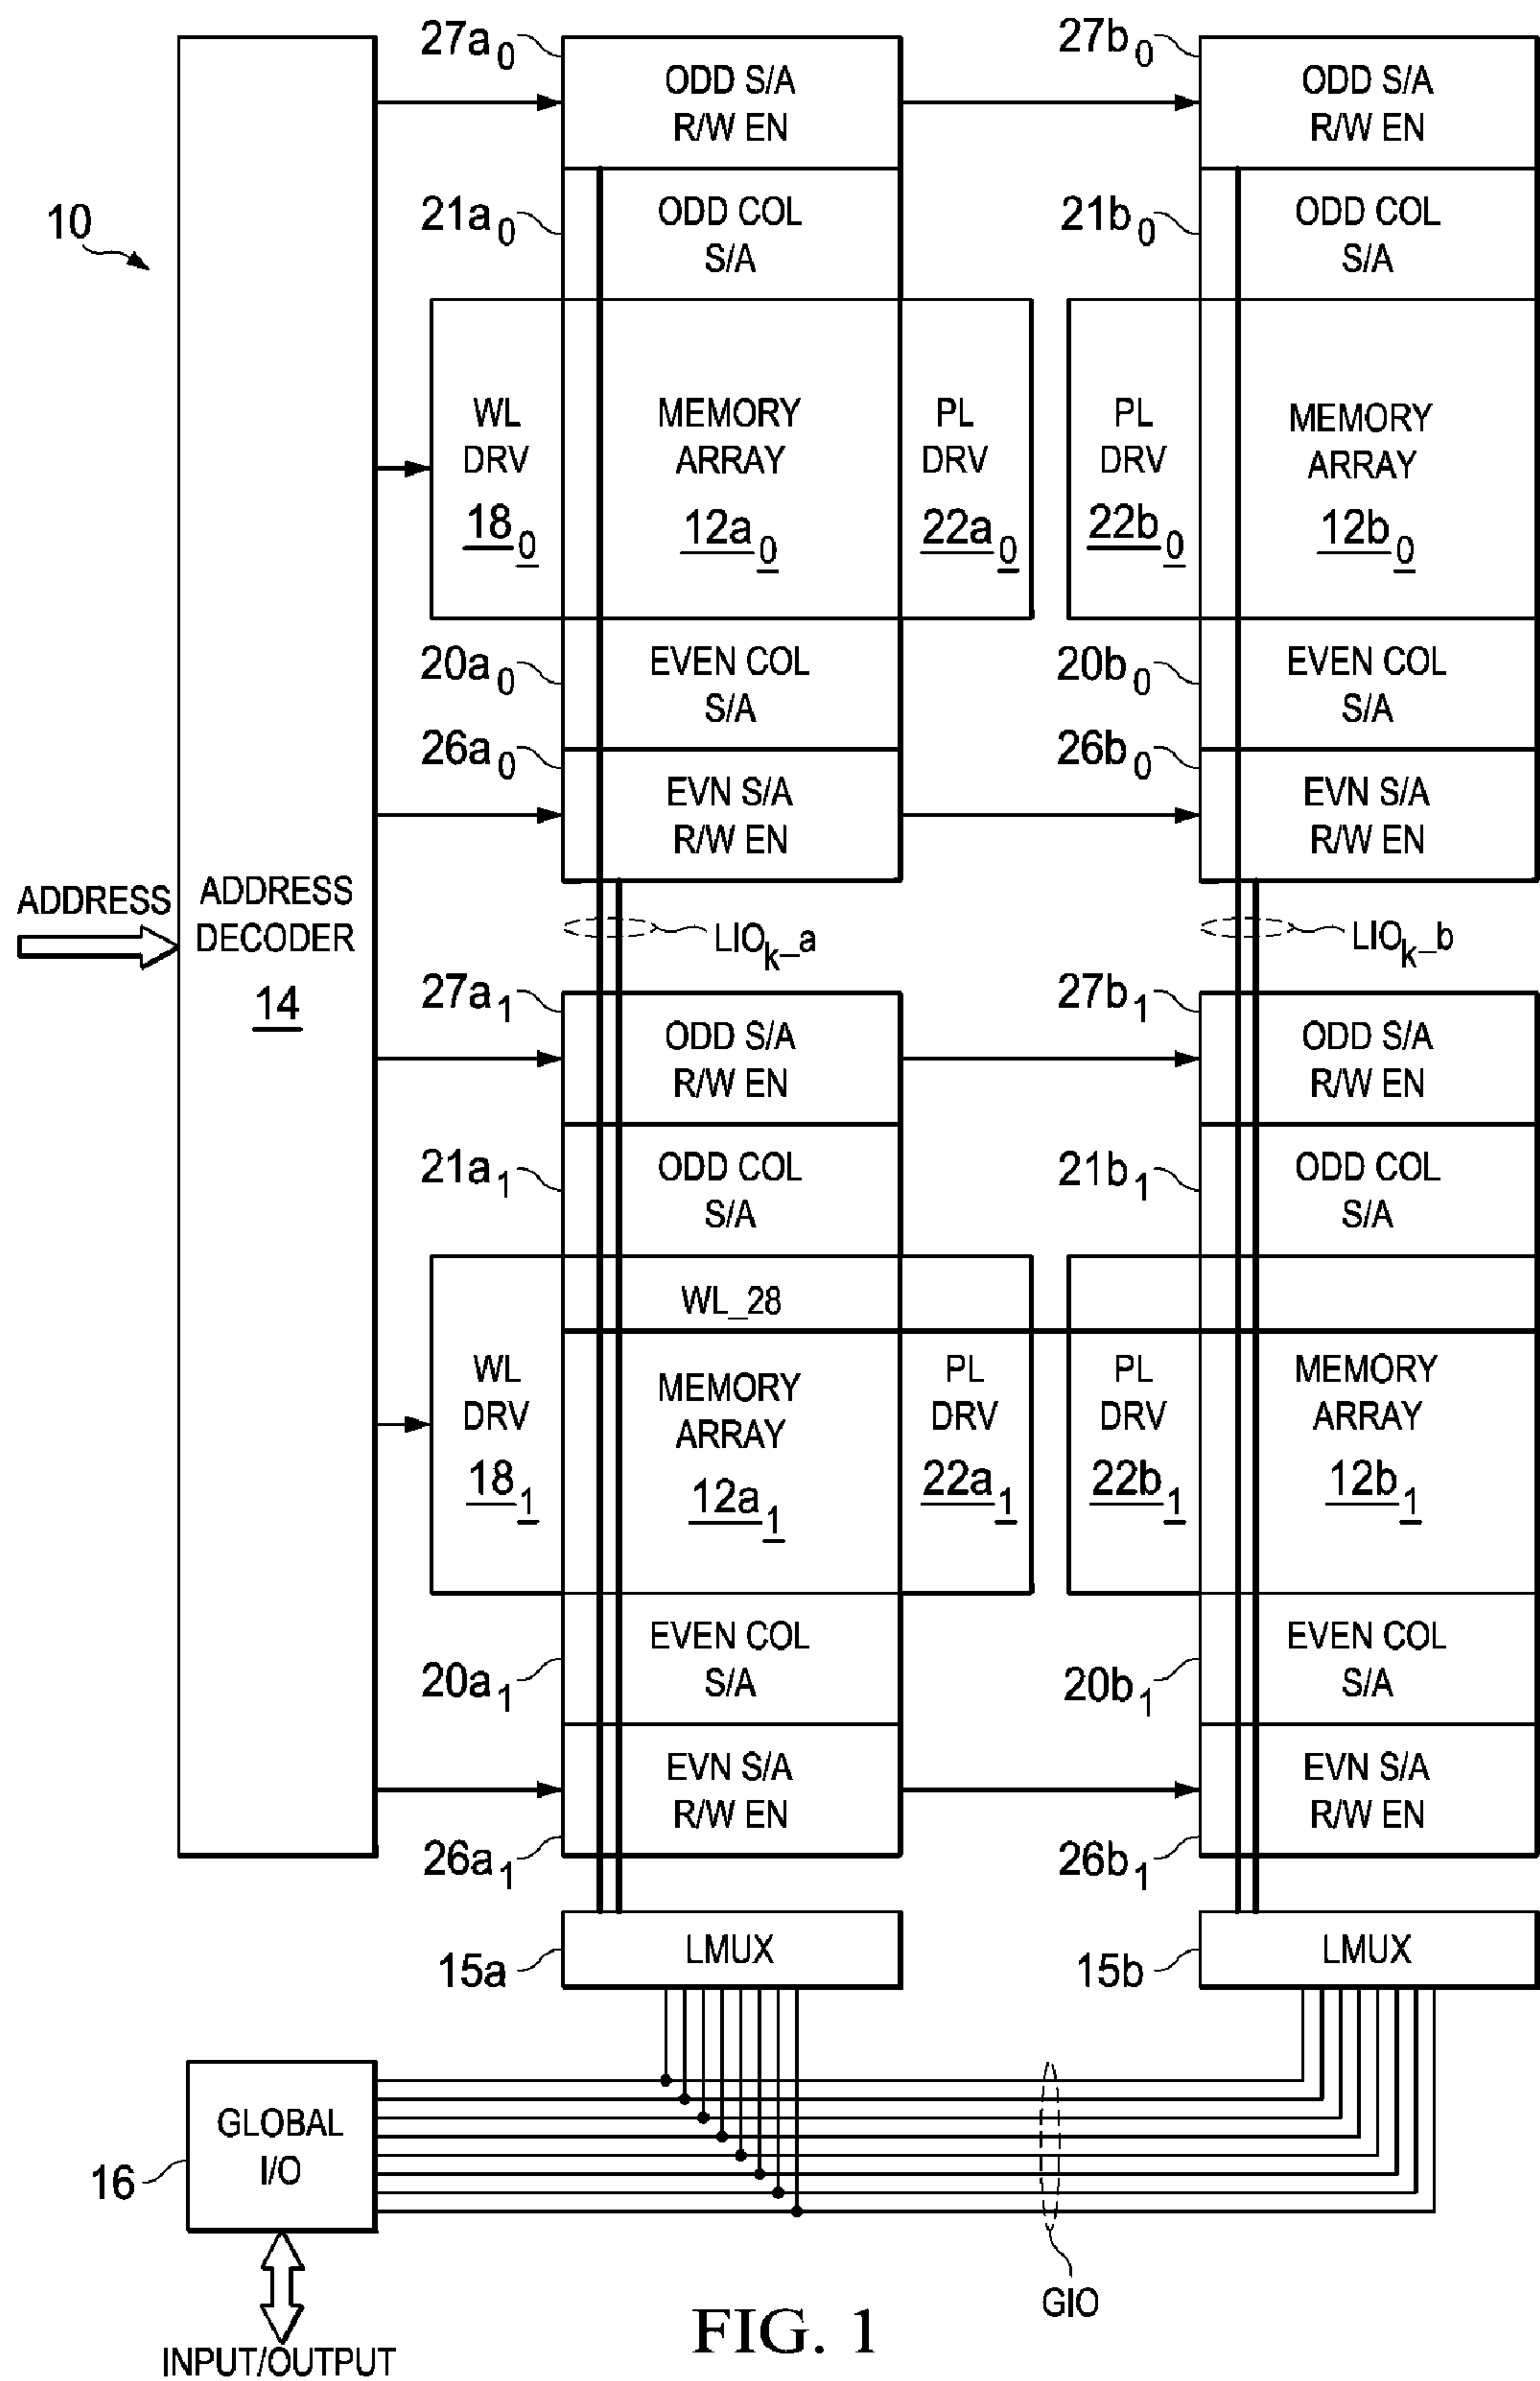 27a0
27b0
ODD S/A
R/W EN
ODD S/A
R/W EN
10
21a0
ODD COL
S/A
21b0
ODD COL
S/A
WL
DRV
180
MEMORY
ARRAY
12a0
PL
DRV
22a0
PL
DRV
22b0
MEMORY
ARRAY
12b0
20a0
EVEN COL
S/A
20b0
EVEN COL
S/A
26a0
EVN S/A
R/W EN
26b0
EVN S/A
R/W EN
ADDRESS
ADDRESS
DECODER
14
LIOk_a
LIOk_b
27a1
ODD S/A
R/W EN
27b1
ODD S/A
R/W EN
21a1
ODD COL
S/A
21b1
ODD COL
S/A
WL_28
WL
DRV
181
MEMORY
ARRAY
12a1
PL
DRV
22a1
PL
DRV
22b1
MEMORY
ARRAY
12b1
20a1
EVEN COL
S/A
20b1
EVEN COL
S/A
26a1
EVN S/A
R/W EN
26b1
EVN S/A
R/W EN
15a
LMUX
15b
LMUX
16
GLOBAL
I/O
GIO
INPUT/OUTPUT
FIG. 1